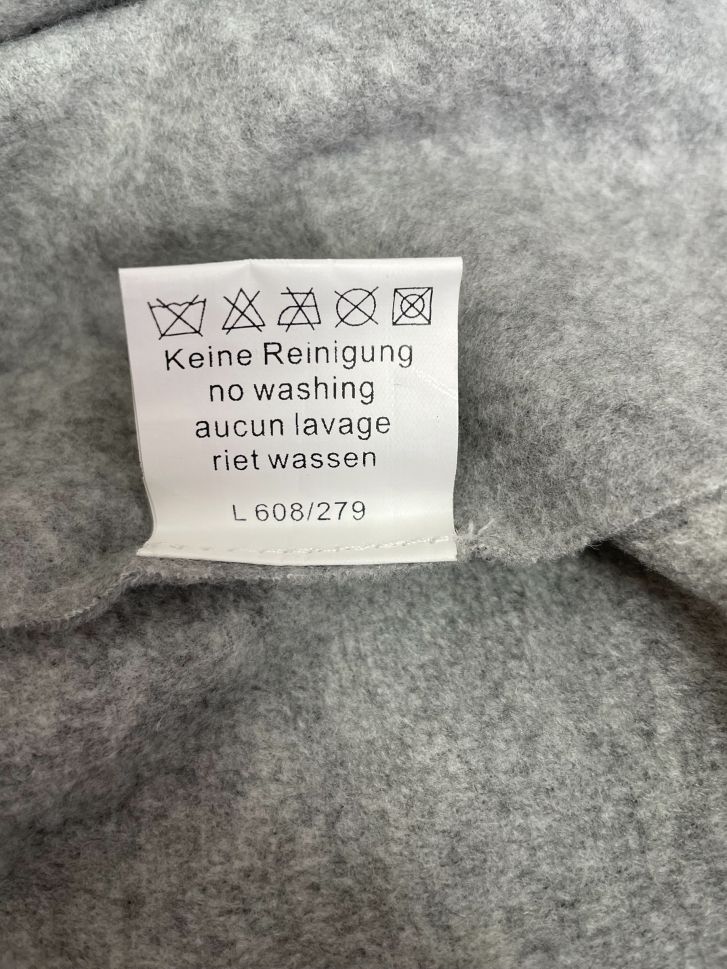 Keine Reinigung
no washing
aucun lavage
riet wassen
L 608/279